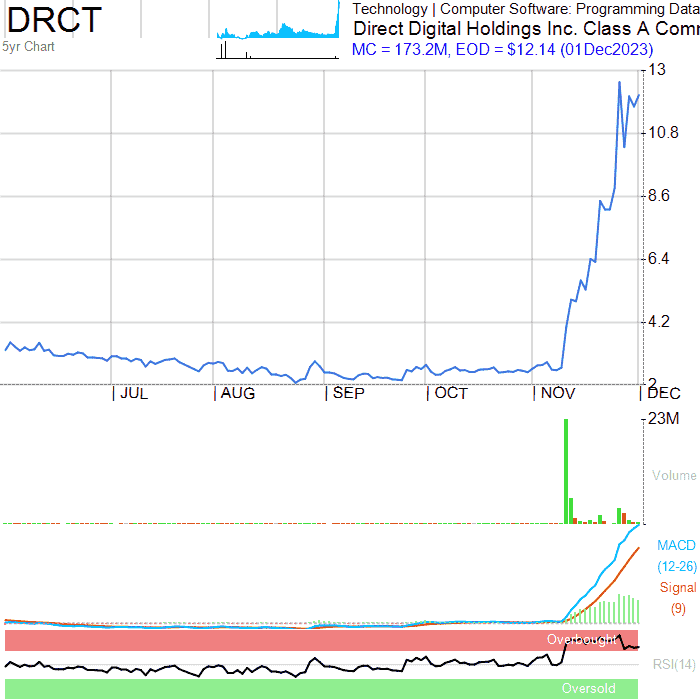 DRCT
5yr Chart
Technology | Computer Software: Programming Data
Direct Digital Holdings Inc. Class A Comm
MC = 173.2M, EOD = $12.14 (01Dec2023)
13
10.8
8.6
6.4
4.2
2
JUL
AUG
SEP
OCT
NOV
DEC
23M
Volume
MACD
(12-26)
Signal
(9)
Overbought
RSI(14)
Oversold